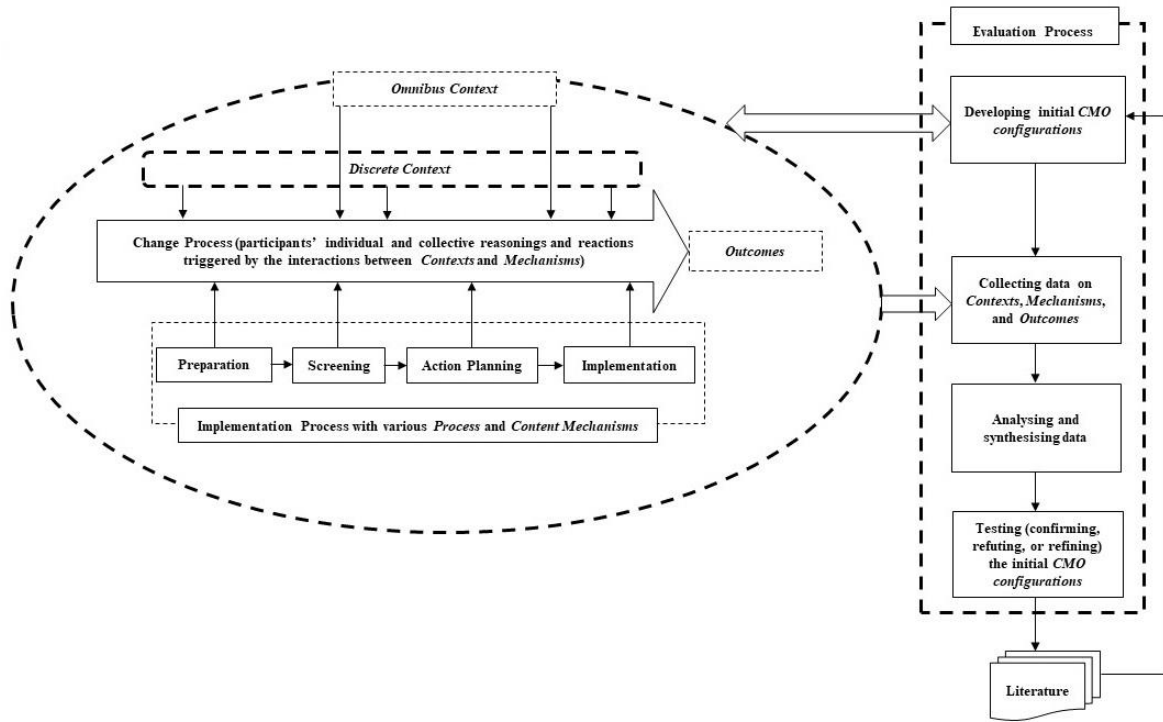 Omnibus Context
Discrete Context
Change Process (participants' individual and collective reasonings and reactions
triggered by the interactions between Contexts and Mechanisms)
Outcomes
Preparation
Screening
Action Planning
Implementation
Implementation Process with various Process and Content Mechanisms
Evaluation Process
Developing initial CMO
configurations
Collecting data on
Contexts, Mechanisms,
and Outcomes
Analysing and
synthesising data
Testing (confirming,
refuting, or refining)
the initial CMO
configurations
Literature